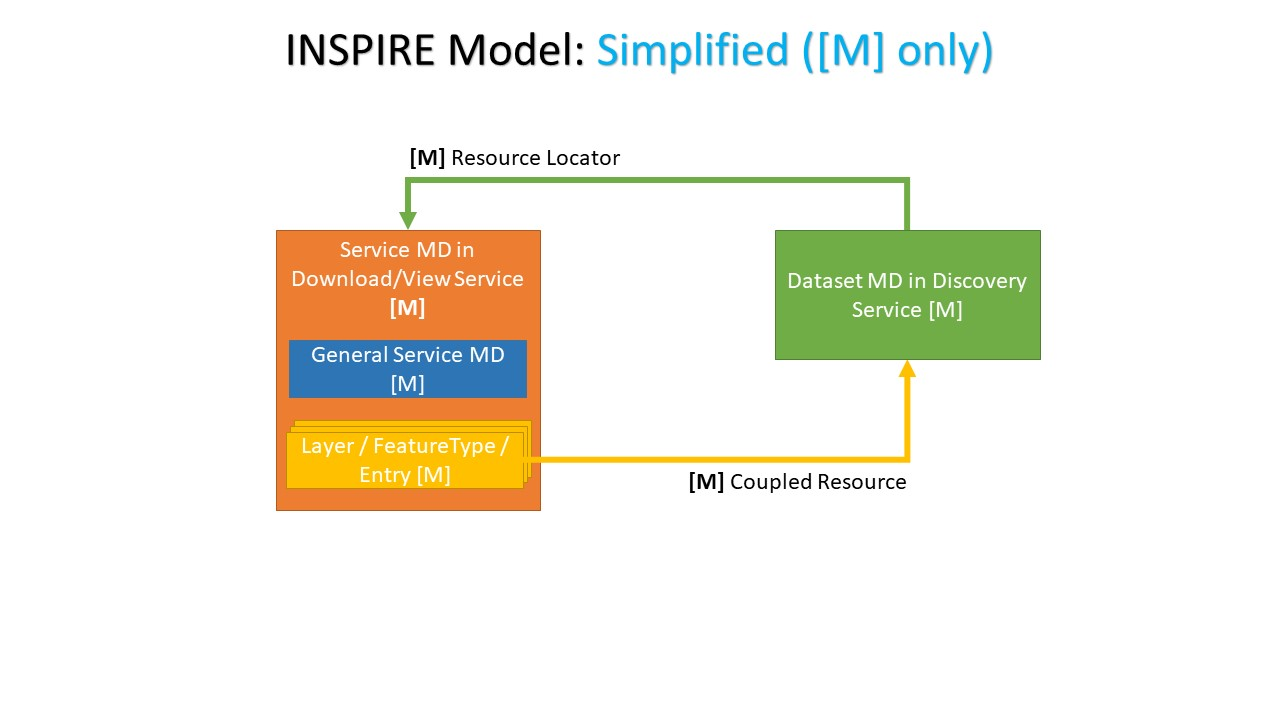 INSPIRE Model: Simplified ([M] only)
[M] Resource Locator
Service MD in
Download/View Service
[M]
General Service MD
[M]
Layer / FeatureType /
Entry [M]
Dataset MD in Discovery
Service [M]
[M] Coupled Resource